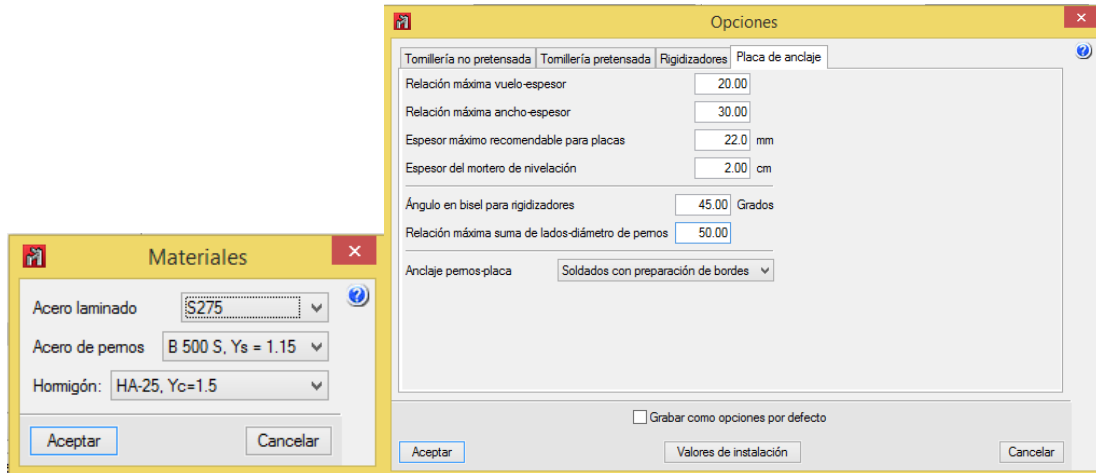 Opciones
Tornillería no pretensada Tornillería pretensada Rigidizadores Placa de anclaje
Relación máxima vuelo-espesor 20.00
Relación máxima ancho-espesor 30.00
Espesor máximo recomendable para placas 22.0 mm
Espesor del mortero de nivelación 2.00 cm
Ángulo en bisel para rigidizadores 45.00 Grados
Relación máxima suma de lados-diámetro de pernos 50.00
Anclaje pernos-placa Soldados con preparación de bordes
Grabar como opciones por defecto
Aceptar Valores de instalación Cancelar
Materiales
Acero laminado S275
Acero de pernos B 500 S, Ys = 1.15
Hormigón: HA-25, Yc=1.5
Aceptar Cancelar